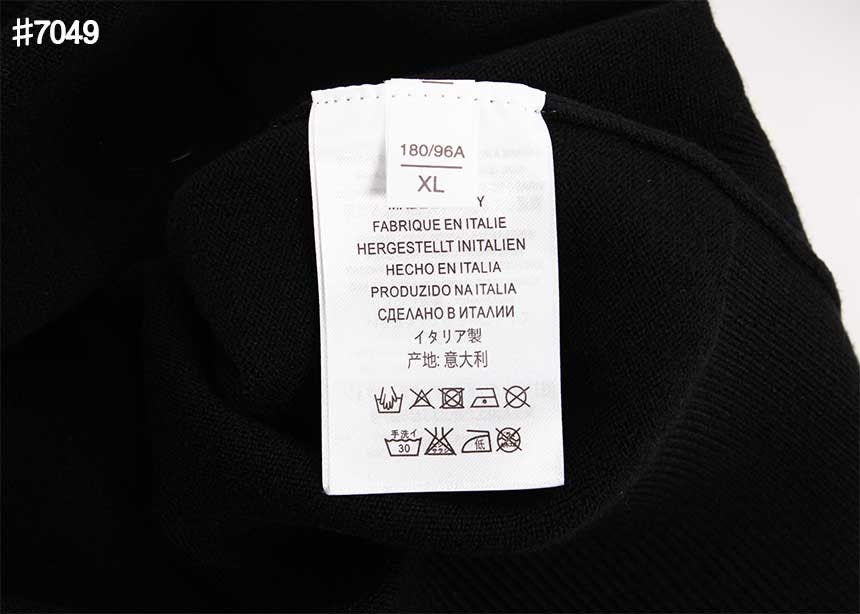 #7049
180/96A
XL
FABRIQUE EN ITALIE
HERGESTELLT INITALIEN
HECHO EN ITALIA
PRODUZIDO NA ITALIA
СДЕЛАНО В ИТАЛИИ
イタリア製
产地: 意大利
手洗イ
30
低